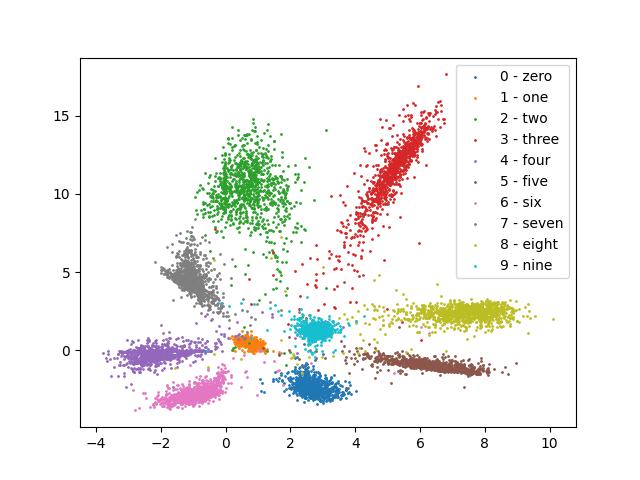 0 - zero
1 - one
2 - two
3 - three
4 - four
5 - five
6 - six
7 - seven
8 - eight
9 - nine
15
10
5
0
−4
−2
0
2
4
6
8
10